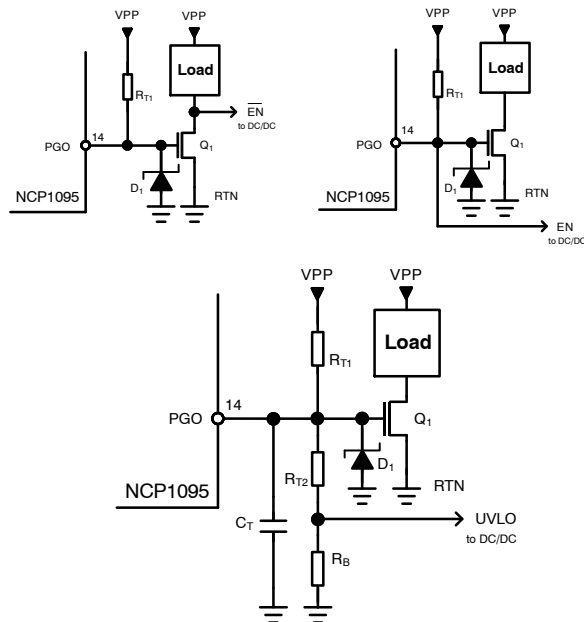 VPP
VPP
Load
RT1
EN
to DC/DC
14
PGO
Q1
D1
NCP1095
RTN
VPP
VPP
Load
RT1
14
PGO
Q1
D1
NCP1095
RTN
EN
to DC/DC
VPP
VPP
Load
RT1
14
PGO
Q1
D1
RT2
NCP1095
RTN
UVLO
to DC/DC
CT
RB